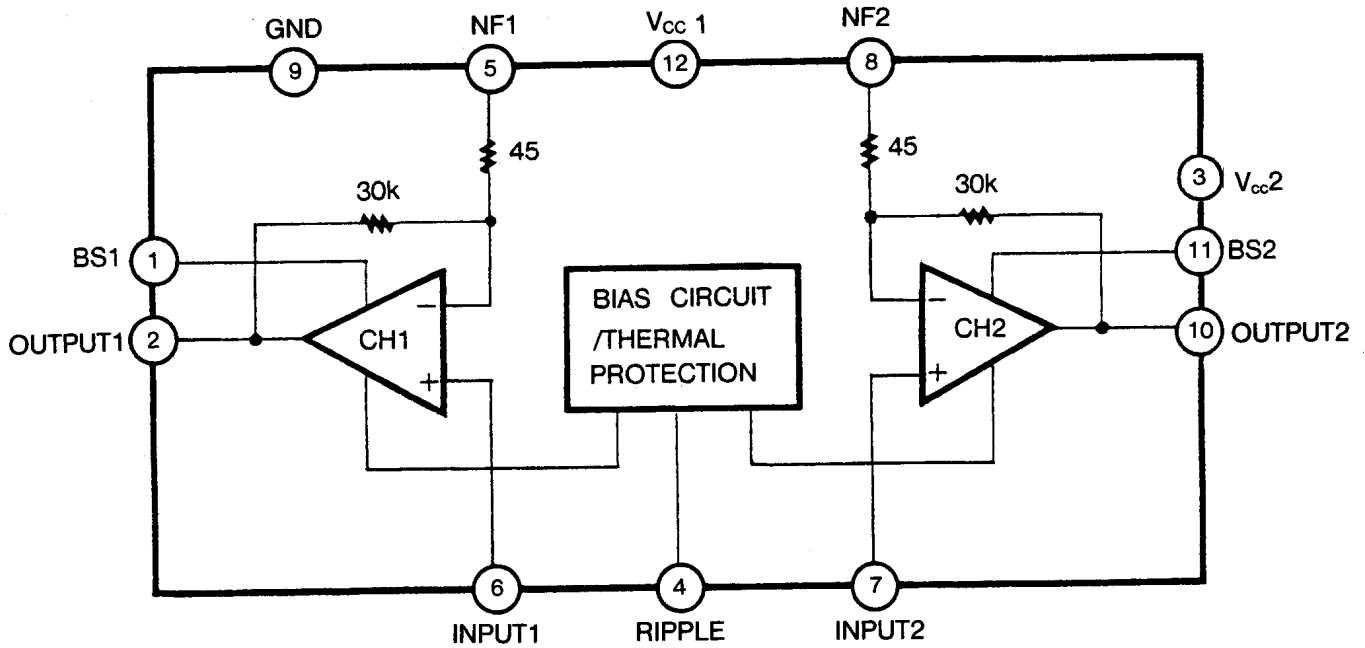 GND
NF1
Vcc 1
NF2
9
5
12
8
45
45
30k
30k
3
Vcc2
BS1
1
11
BS2
BIAS CIRCUIT
/THERMAL
PROTECTION
−
−
OUTPUT1
2
CH1
CH2
10
OUTPUT2
+
+
6
4
7
INPUT1
RIPPLE
INPUT2